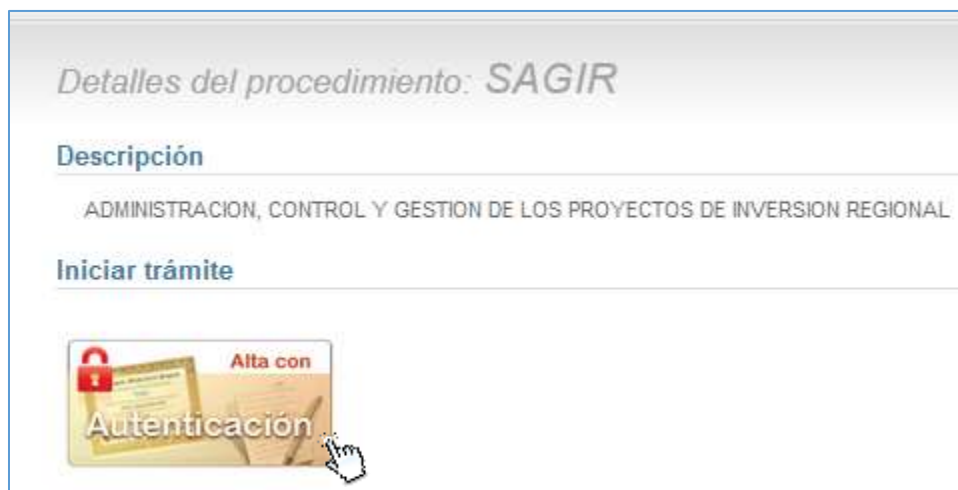 Detalles del procedimiento: SAGIR
Descripción
ADMINISTRACION, CONTROL Y GESTION DE LOS PROYECTOS DE INVERSION REGIONAL
Iniciar trámite
Alta con
Autenticación